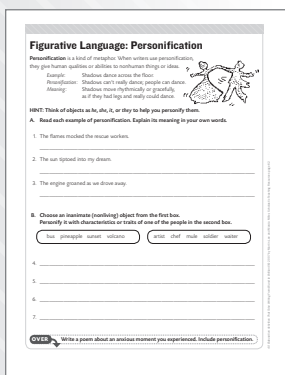 Figurative Language: Personification
Personification is a kind of metaphor. When writers use personification,
they give human qualities or abilities to nonhuman things or ideas.
Example: Shadows dance across the floor.
Personification: Shadows can't really dance; people can dance.
Meaning: Shadows move rhythmically or gracefully,
as if they had legs and really could dance.
HINT: Think of objects as he, she, it, or they to help you personify them.
A. Read each example of personification. Explain its meaning in your own words.
1. The flames mocked the rescue workers.
2. The sun tiptoed into my dream.
3. The engine groaned as we drove away.
B. Choose an inanimate (nonliving) object from the first box.
Personify it with characteristics or traits of one of the people in the second box.
bus pineapple sunset volcano
artist chef mule soldier waiter
4.
5.
6.
7.
OVER Write a poem about an anxious moment you experienced. Include personification.